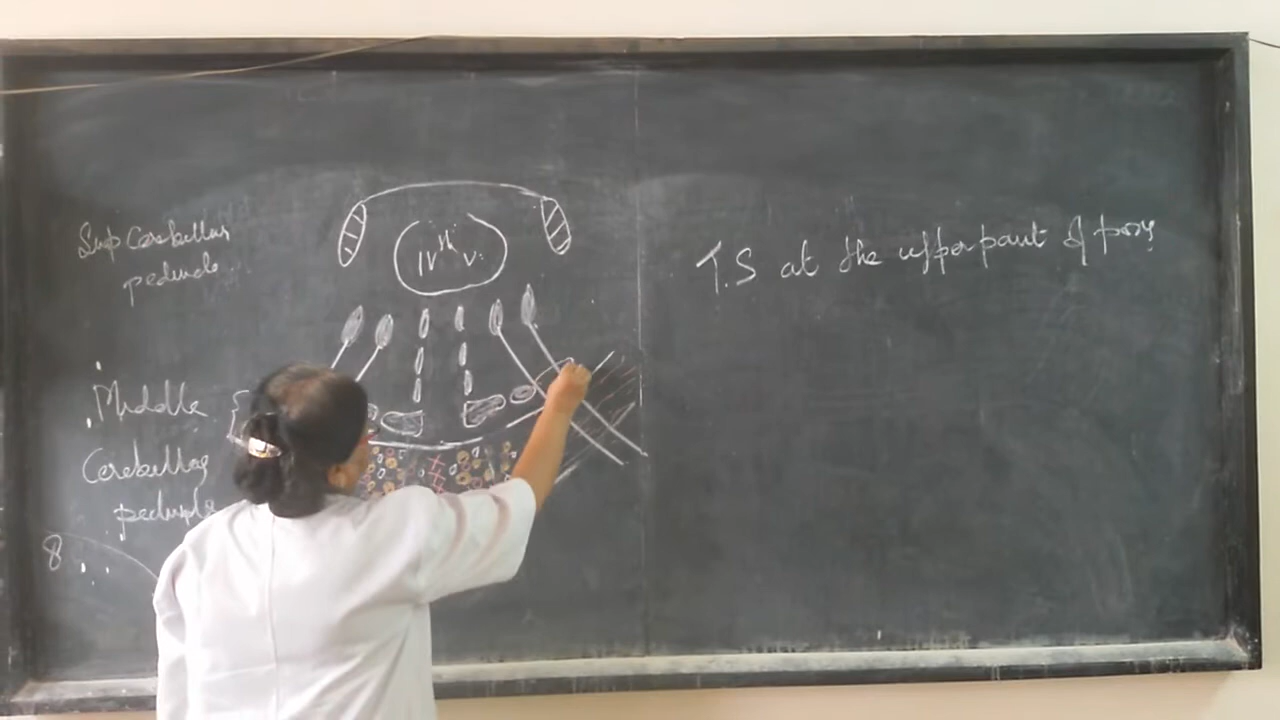 Sup Cerebellar
peduncle
IVth V.
Middle
Cerebellar
peduncle
8
T.S at the upper part of pons